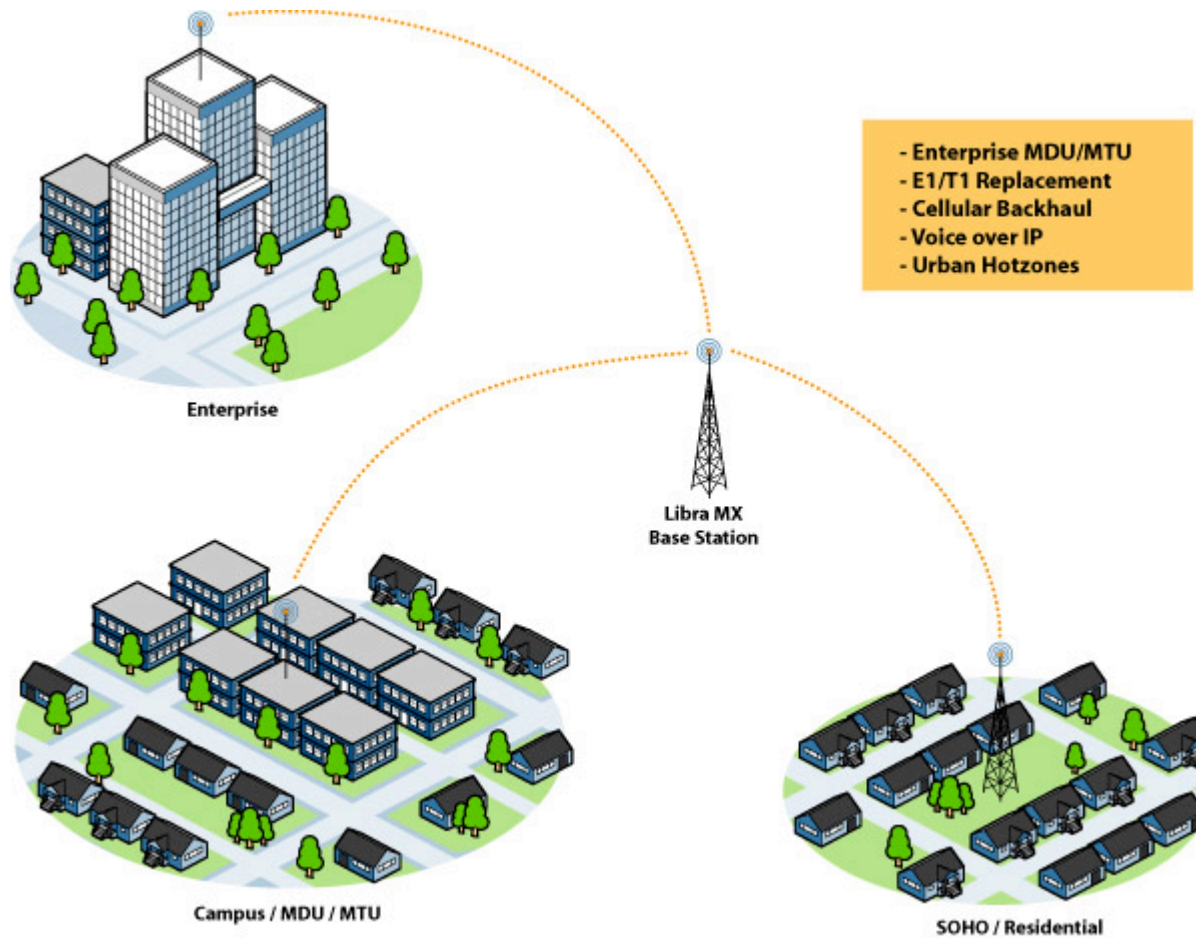 - Enterprise MDU/MTU
- E1/T1 Replacement
- Cellular Backhaul
- Voice over IP
- Urban Hotzones
Enterprise
Libra MX
Base Station
Campus / MDU / MTU
SOHO / Residential